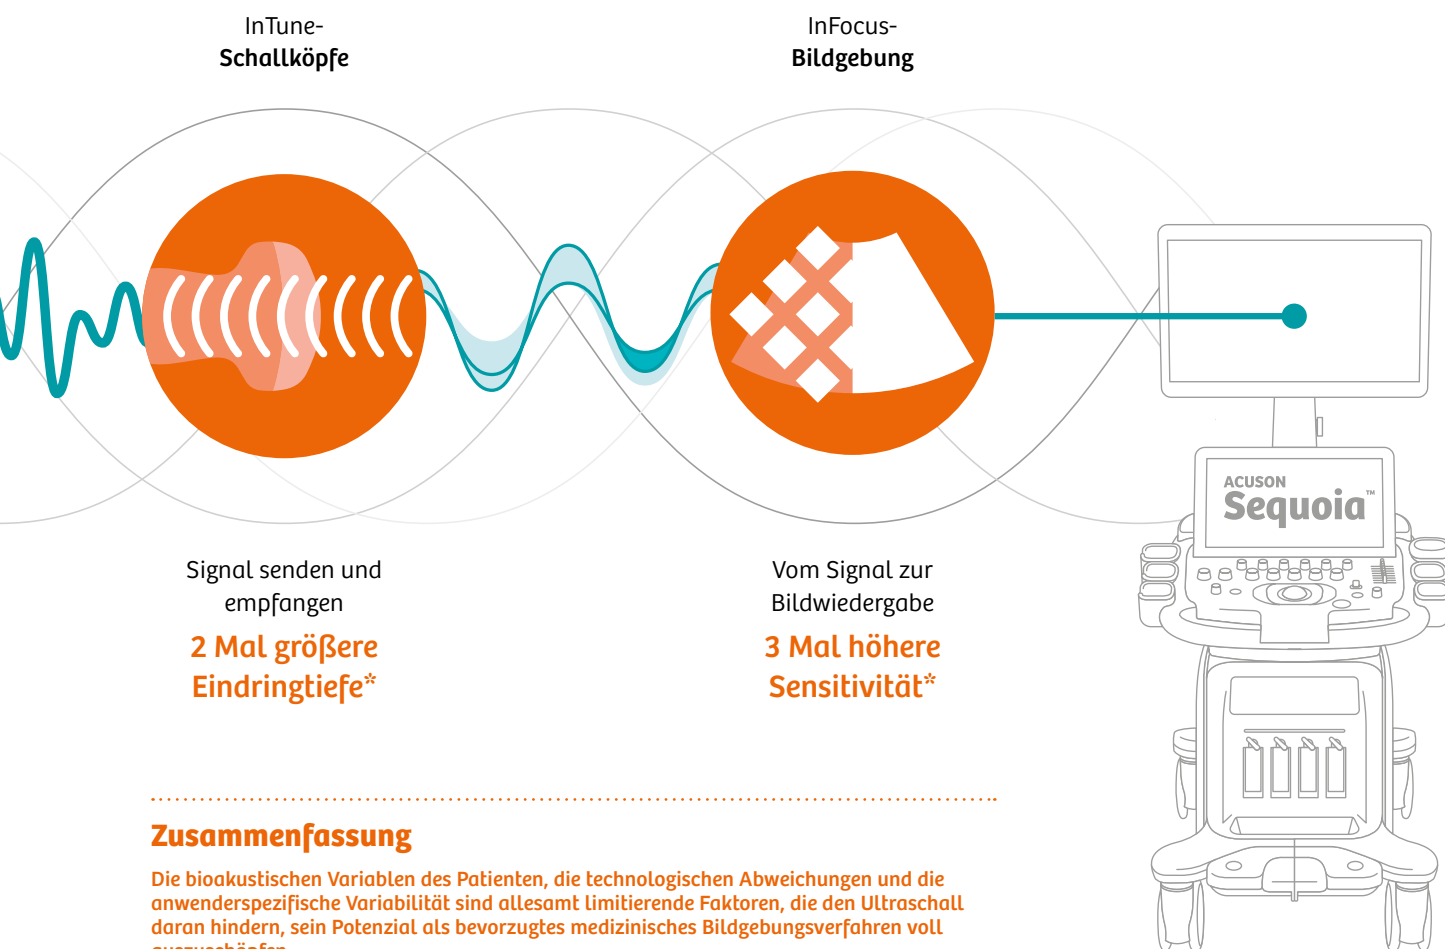 InTune-
Schallköpfe
InFocus-
Bildgebung
ACUSON
Sequoia™
Signal senden und
empfangen
2 Mal größere
Eindringtiefe*
Vom Signal zur
Bildwiedergabe
3 Mal höhere
Sensitivität*
Zusammenfassung
Die bioakustischen Variablen des Patienten, die technologischen Abweichungen und die
anwenderspezifische Variabilität sind allesamt limitierende Faktoren, die den Ultraschall
daran hindern, sein Potenzial als bevorzugtes medizinisches Bildgebungsverfahren voll